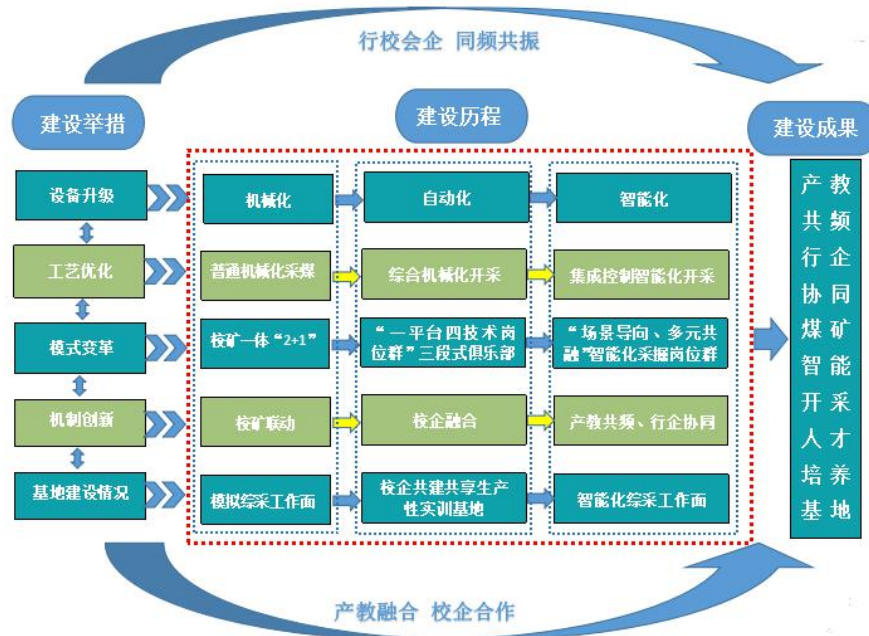 行校会企 同频共振
建设举措
建设历程
建设成果
设备升级
机械化
自动化
智能化
工艺优化
普通机械化采煤
综合机械化开采
集成控制智能化开采
模式变革
校矿一体“2+1”
“一平台四技术岗
位群”三段式俱乐部
“场景导向、多元共
融”智能化采掘岗位群
机制创新
校矿联动
校企融合
产教共频、行企协同
基地建设情况
模拟综采工作面
校企共建共享生产
性实训基地
智能化综采工作面
产教
共频
行企
协同
煤矿
智能
开采
人才
培养
基地
产教融合 校企合作